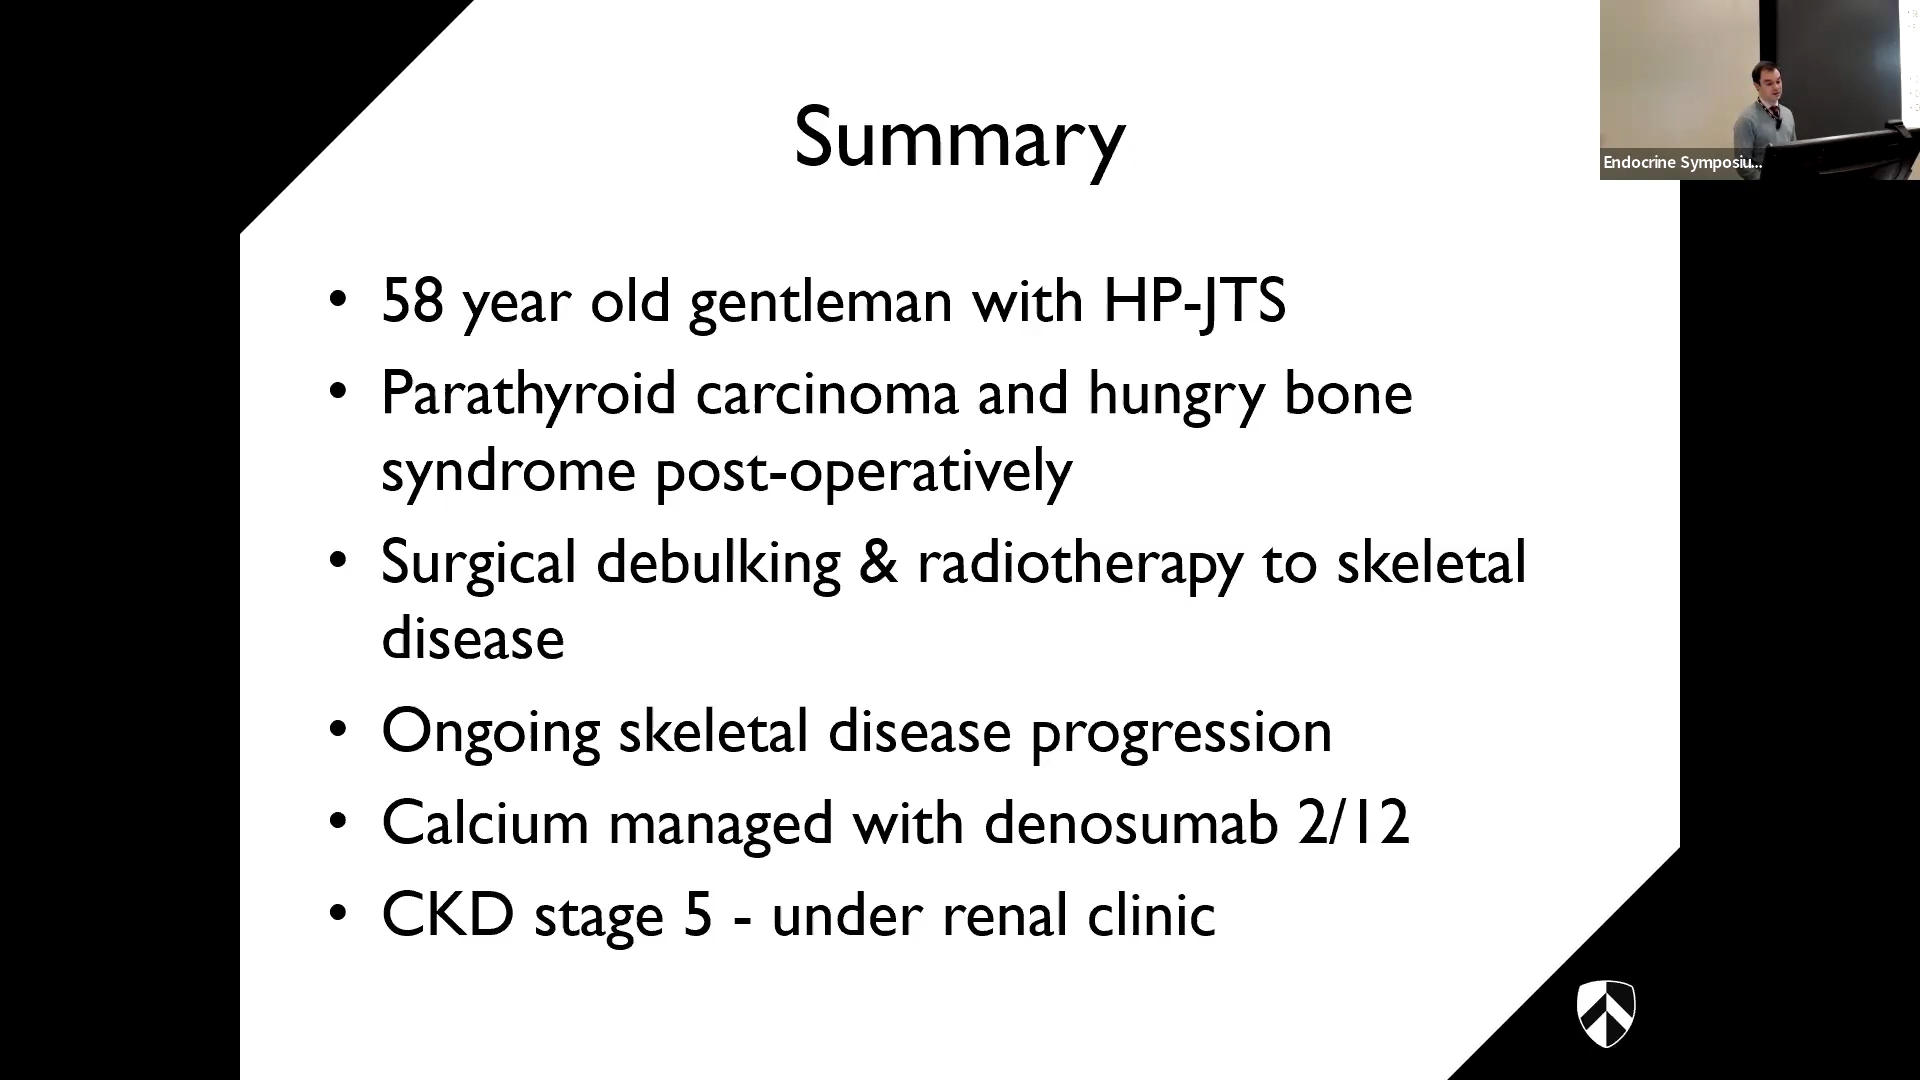 Summary
• 58 year old gentleman with HP-JTS
• Parathyroid carcinoma and hungry bone
syndrome post-operatively
• Surgical debulking & radiotherapy to skeletal
disease
• Ongoing skeletal disease progression
• Calcium managed with denosumab 2/12
• CKD stage 5 - under renal clinic
Endocrine Symposiu...